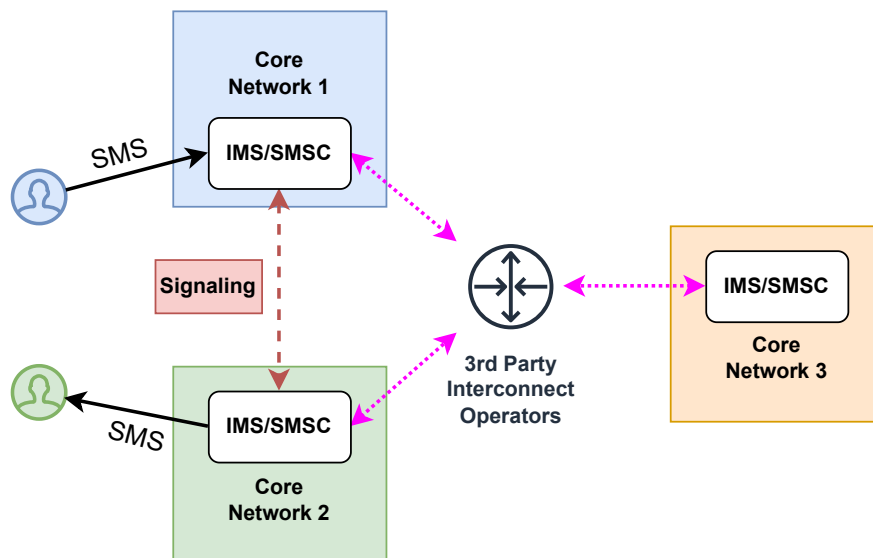 Core
Network 1
IMS/SMSC
SMS
Signaling
IMS/SMSC
Core
Network 3
3rd Party
Interconnect
Operators
IMS/SMSC
SMS
Core
Network 2